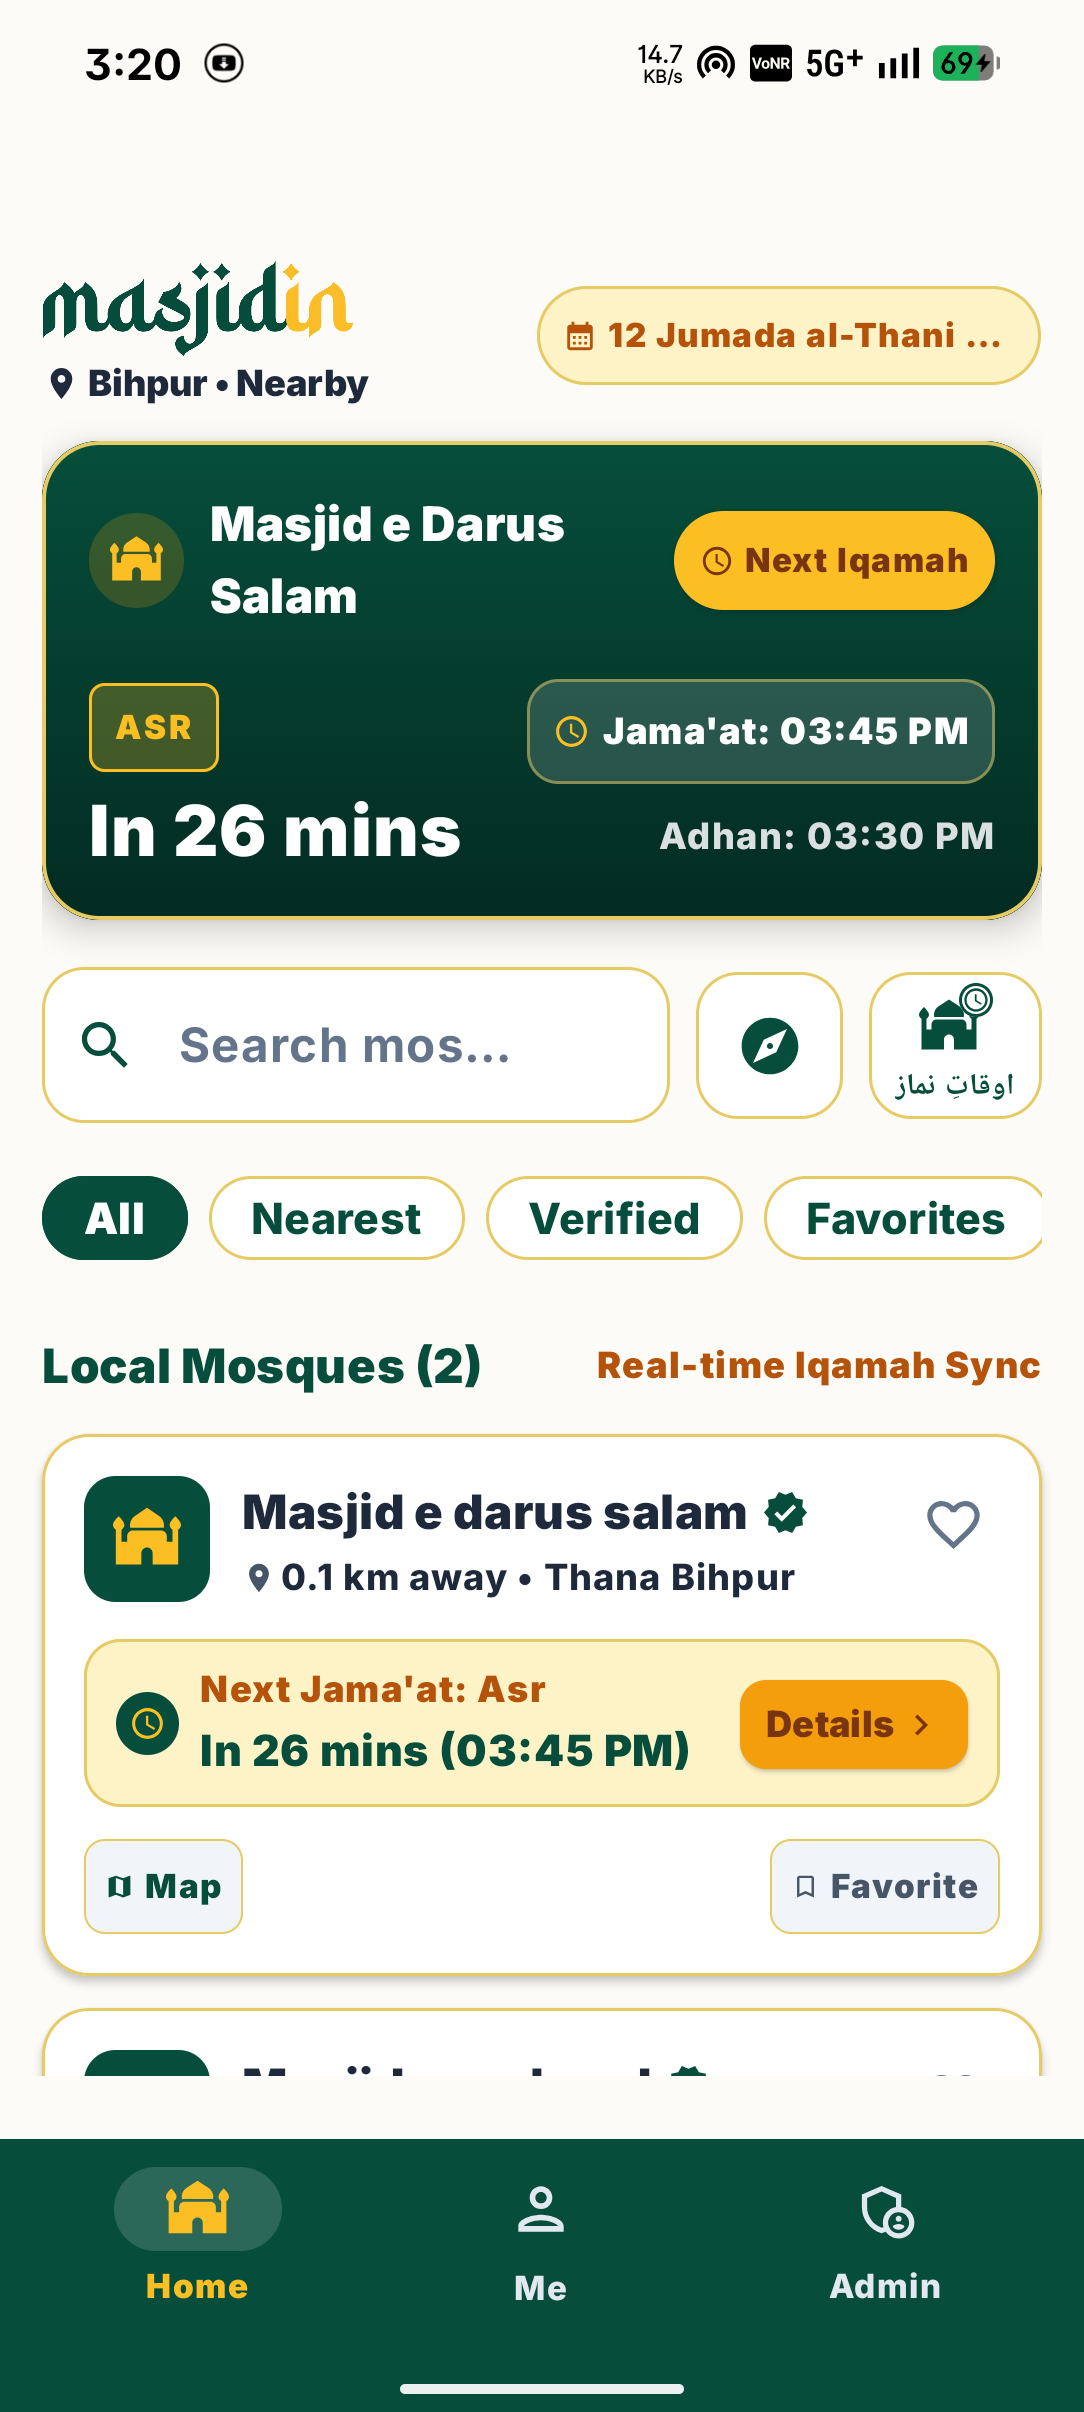 3:20
14.7
KB/s
VoNR
5G+
69
masjidin
Bihpur • Nearby
12 Jumada al-Thani ...
Masjid e Darus
Salam
Next Iqamah
ASR
Jama'at: 03:45 PM
In 26 mins
Adhan: 03:30 PM
Search mos...
اوقاتِ نماز
All
Nearest
Verified
Favorites
Local Mosques (2)
Real-time Iqamah Sync
Masjid e darus salam
0.1 km away • Thana Bihpur
Next Jama'at: Asr
In 26 mins (03:45 PM)
Details
Map
Favorite
Home
Me
Admin